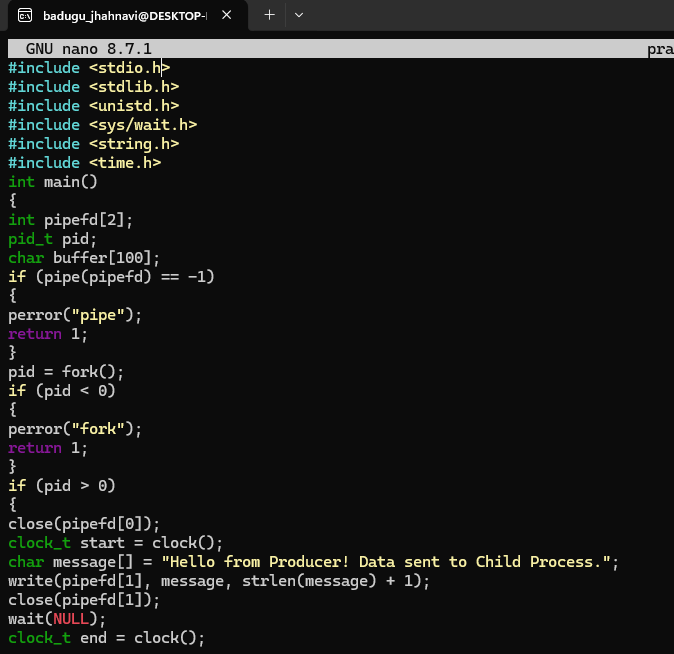 badugu_jhahnavi@DESKTOP-
GNU nano 8.7.1 pra
#include <stdio.h>
#include <stdlib.h>
#include <unistd.h>
#include <sys/wait.h>
#include <string.h>
#include <time.h>
int main()
{
int pipefd[2];
pid_t pid;
char buffer[100];
if (pipe(pipefd) == -1)
{
perror("pipe");
return 1;
}
pid = fork();
if (pid < 0)
{
perror("fork");
return 1;
}
if (pid > 0)
{
close(pipefd[0]);
clock_t start = clock();
char message[] = "Hello from Producer! Data sent to Child Process.";
write(pipefd[1], message, strlen(message) + 1);
close(pipefd[1]);
wait(NULL);
clock_t end = clock();